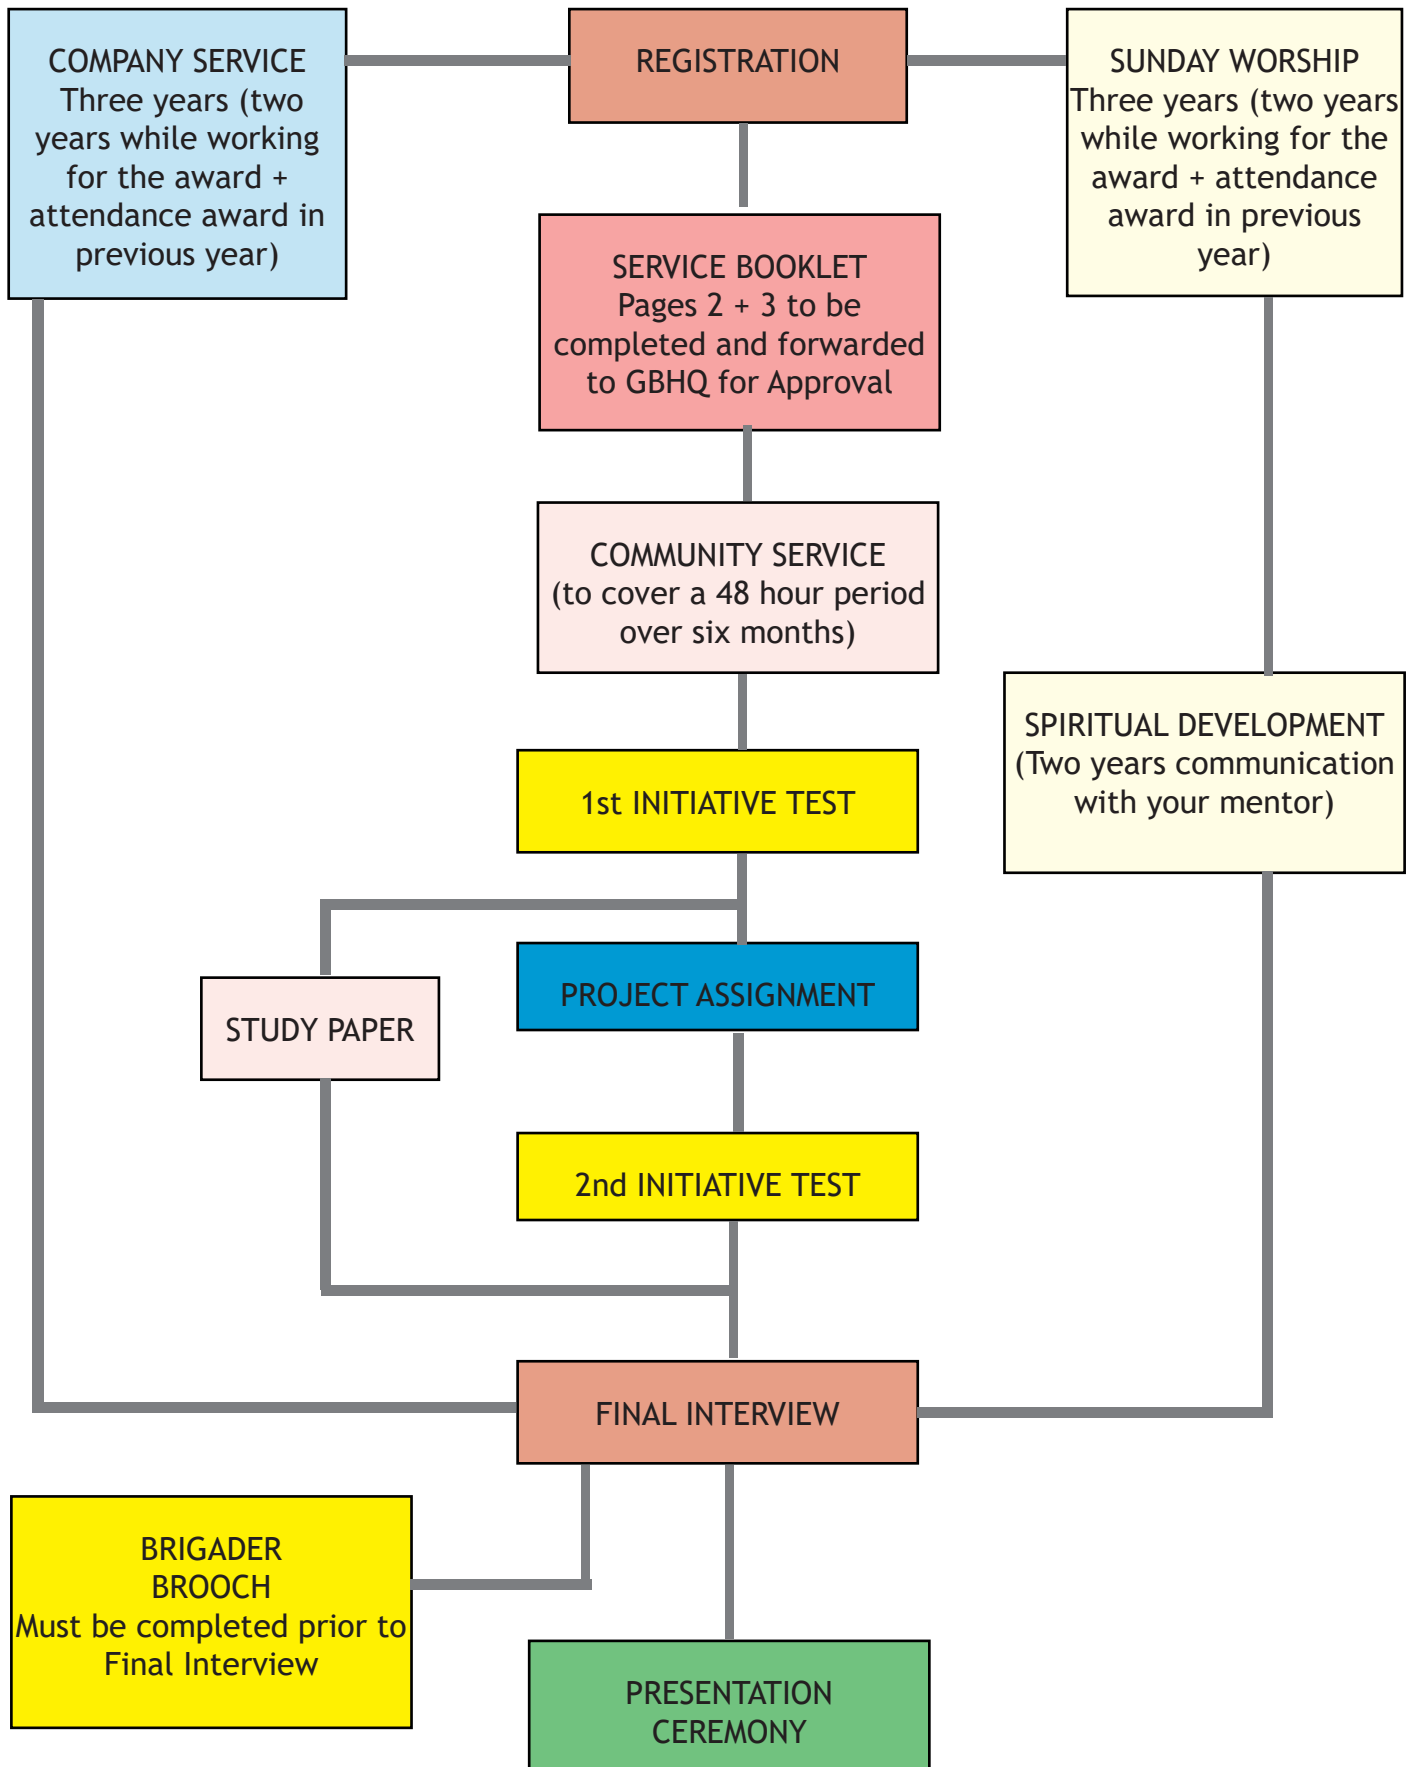 COMPANY SERVICE
Three years (two
years while working
for the award +
attendance award in
previous year)
REGISTRATION
SUNDAY WORSHIP
Three years (two years
while working for the
award + attendance
award in previous
year)
SERVICE BOOKLET
Pages 2 + 3 to be
completed and forwarded
to GBHQ for Approval
COMMUNITY SERVICE
(to cover a 48 hour period
over six months)
SPIRITUAL DEVELOPMENT
(Two years communication
with your mentor)
1st INITIATIVE TEST
PROJECT ASSIGNMENT
STUDY PAPER
2nd INITIATIVE TEST
FINAL INTERVIEW
BRIGADER
BROOCH
Must be completed prior to
Final Interview
PRESENTATION
CEREMONY